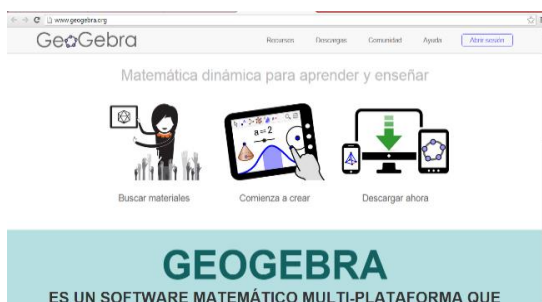 www.geogebra.org
GeoGebra
Recursos Descargas Comunidad Ayuda Abrir sesión
Matemática dinámica para aprender y enseñar
a = 2
Buscar materiales Comienza a crear Descargar ahora
GEOGEBRA
ES UN SOFTWARE MATEMÁTICO MULTI-PLATAFORMA QUE